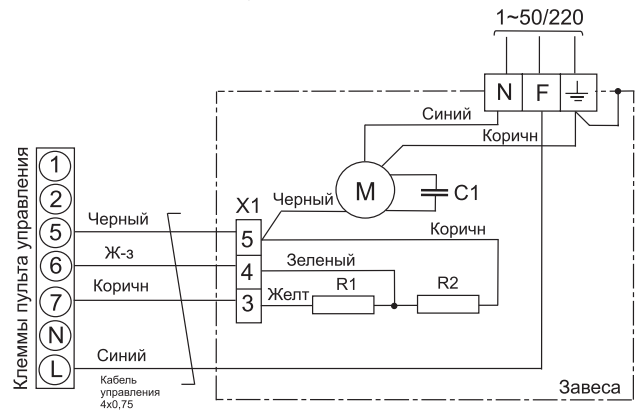 1~50/220
N
F
Синий
Коричн
M
C1
Черный
X1
5
4
3
Коричн
Зеленый
R1
R2
Желт
Клеммы пульта управления
1
2
5
6
7
N
L
Черный
Ж-з
Коричн
Синий
Кабель
управления
4х0,75
Завеса